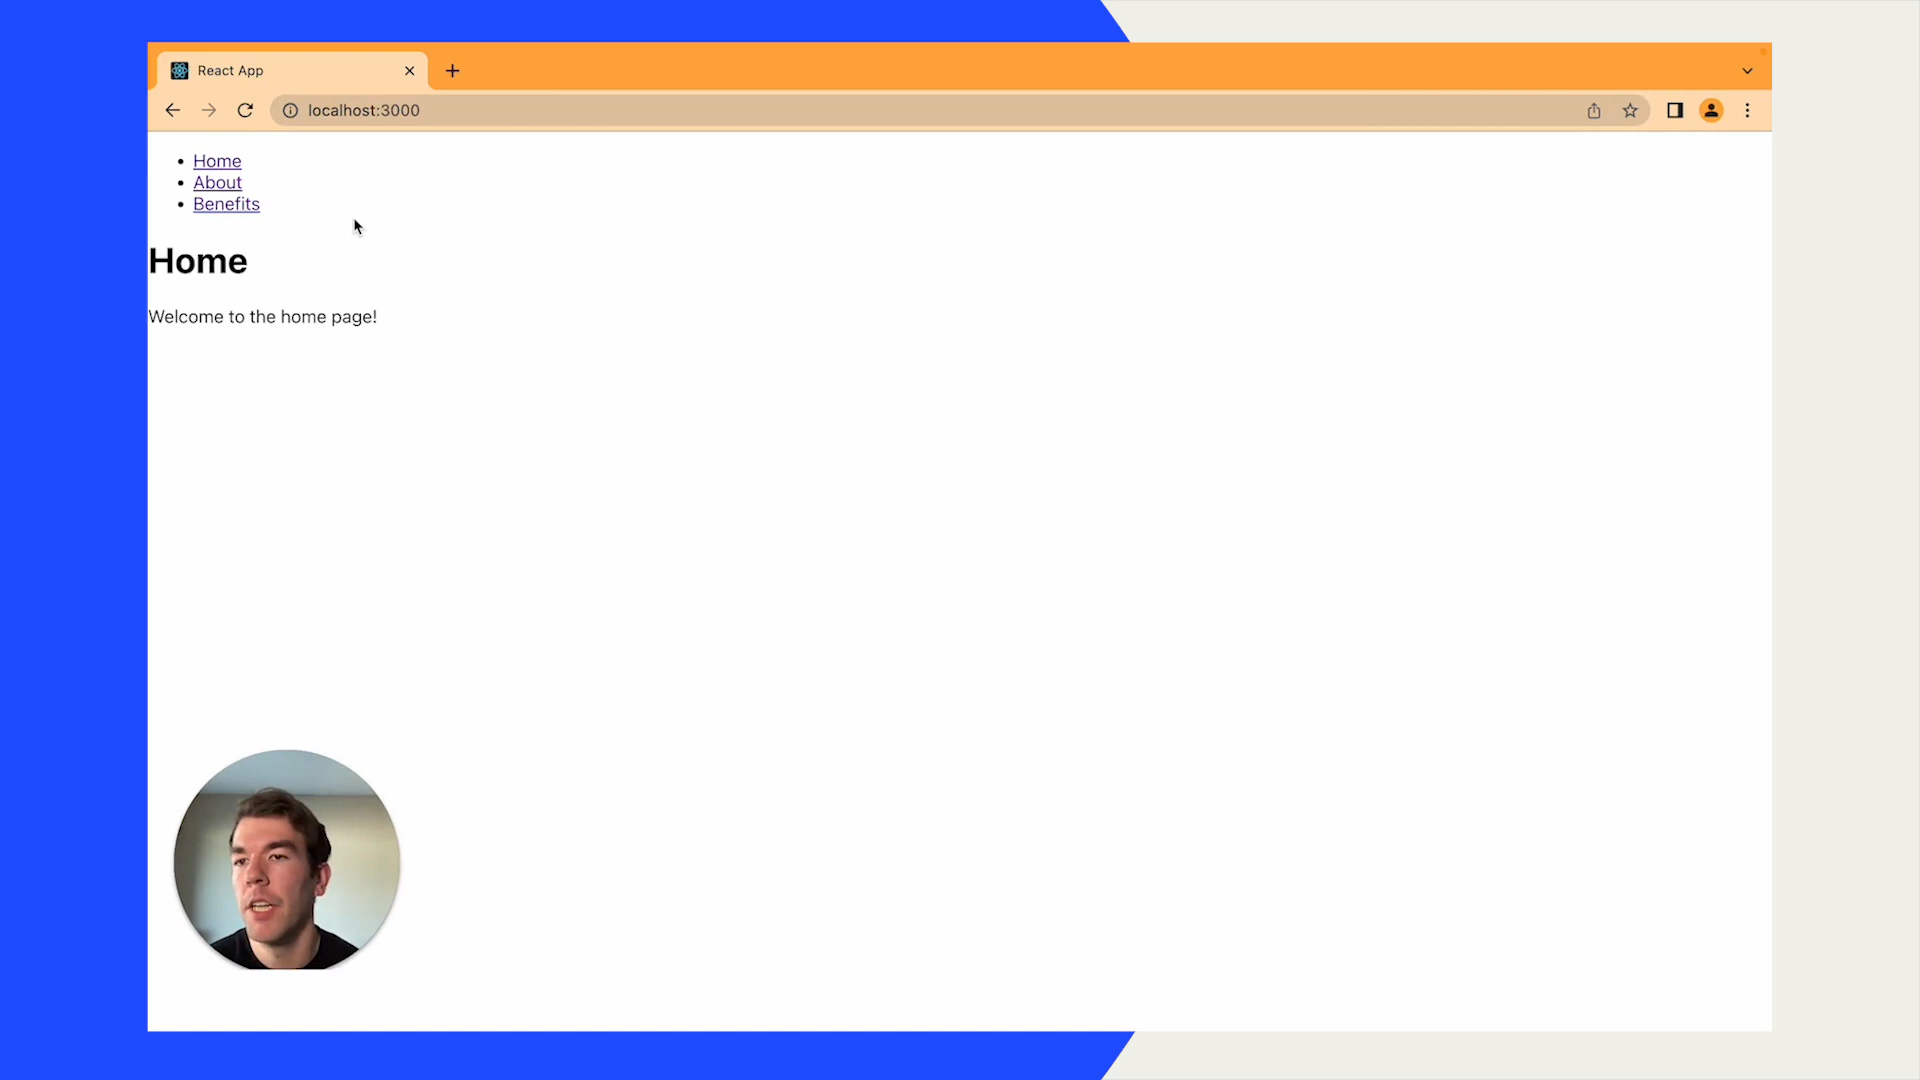 React App
localhost:3000
Home
About
Benefits
Home
Welcome to the home page!